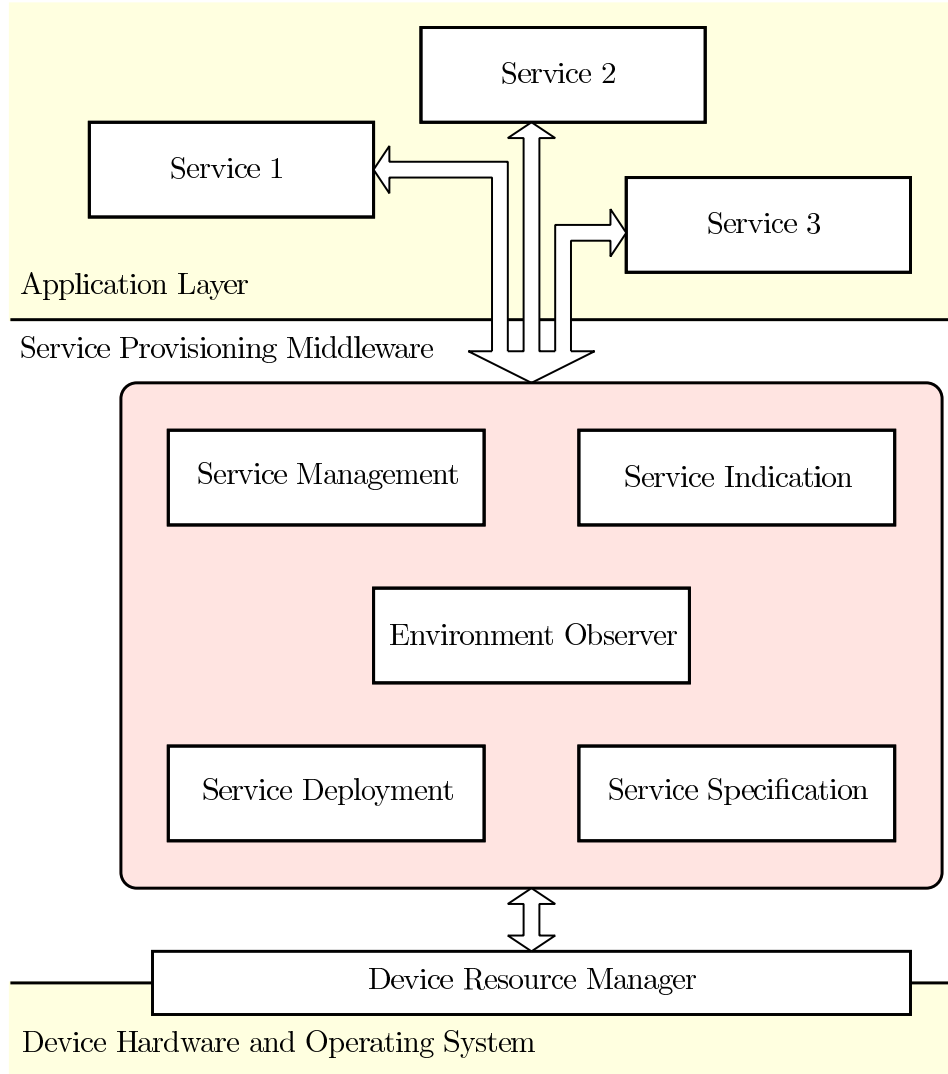 Service 2
Service 1
Service 3
Application Layer
Service Provisioning Middleware
Service Management
Service Indication
Environment Observer
Service Deployment
Service Specification
Device Resource Manager
Device Hardware and Operating System